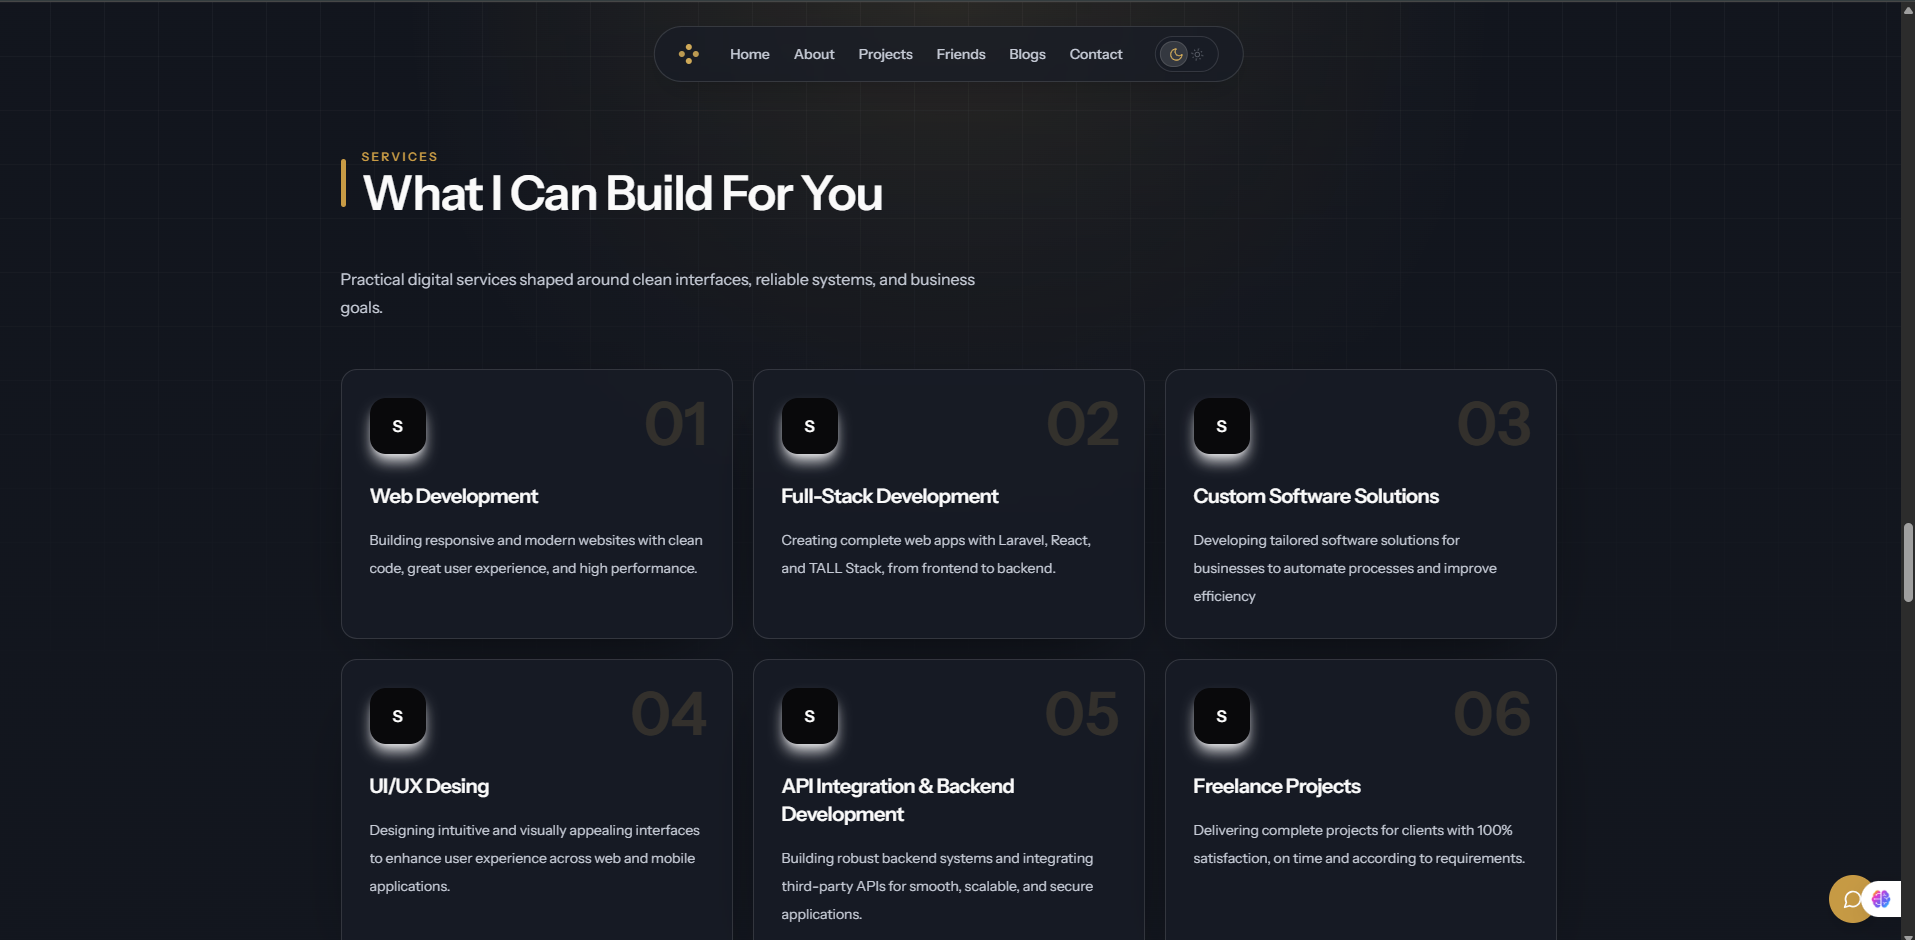 Home About Projects Friends Blogs Contact
SERVICES
What I Can Build For You
Practical digital services shaped around clean interfaces, reliable systems, and business
goals.
S 01
Web Development
Building responsive and modern websites with clean
code, great user experience, and high performance.
S 02
Full-Stack Development
Creating complete web apps with Laravel, React,
and TALL Stack, from frontend to backend.
S 03
Custom Software Solutions
Developing tailored software solutions for
businesses to automate processes and improve
efficiency
S 04
UI/UX Desing
Designing intuitive and visually appealing interfaces
to enhance user experience across web and mobile
applications.
S 05
API Integration & Backend
Development
Building robust backend systems and integrating
third-party APIs for smooth, scalable, and secure
applications.
S 06
Freelance Projects
Delivering complete projects for clients with 100%
satisfaction, on time and according to requirements.